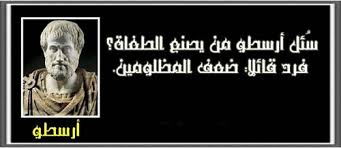 سُئل أرسطو من يصنع الطغاة؟
فرد قائلا: ضعف المظلومين.
أرسطو